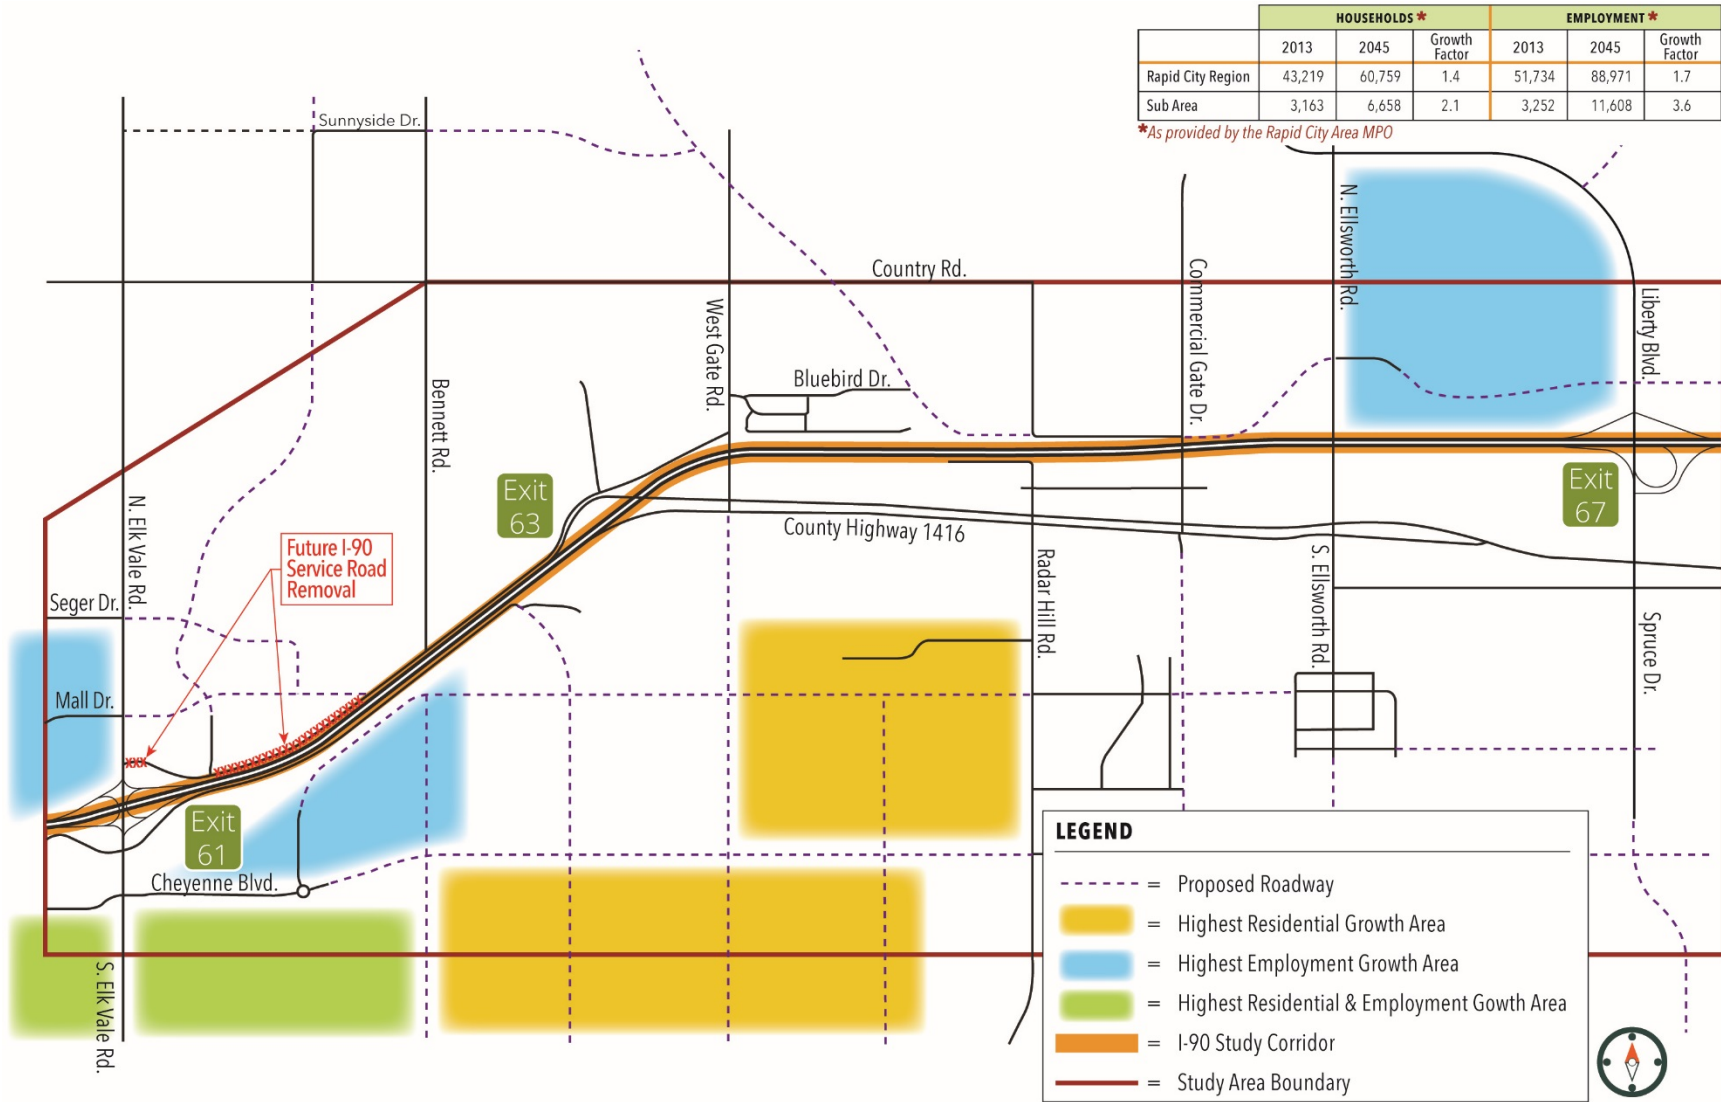 HOUSEHOLDS * EMPLOYMENT *
2013 2045 Growth Factor 2013 2045 Growth Factor
Rapid City Region 43,219 60,759 1.4 51,734 88,971 1.7
Sub Area 3,163 6,658 2.1 3,252 11,608 3.6
*As provided by the Rapid City Area MPO
Sunnyside Dr.
N. Ellsworth Rd.
Country Rd.
Commercial Gate Dr.
West Gate Rd.
Liberty Blvd.
Bluebird Dr.
Bennett Rd.
Exit
63
Exit
67
N. Elk Vale Rd.
County Highway 1416
Future I-90
Service Road
Removal
Radar Hill Rd.
S. Ellsworth Rd.
Seger Dr.
Spruce Dr.
Mall Dr.
Exit
61
Cheyenne Blvd.
S. Elk Vale Rd.
LEGEND
= Proposed Roadway
= Highest Residential Growth Area
= Highest Employment Growth Area
= Highest Residential & Employment Gowth Area
= I-90 Study Corridor
= Study Area Boundary